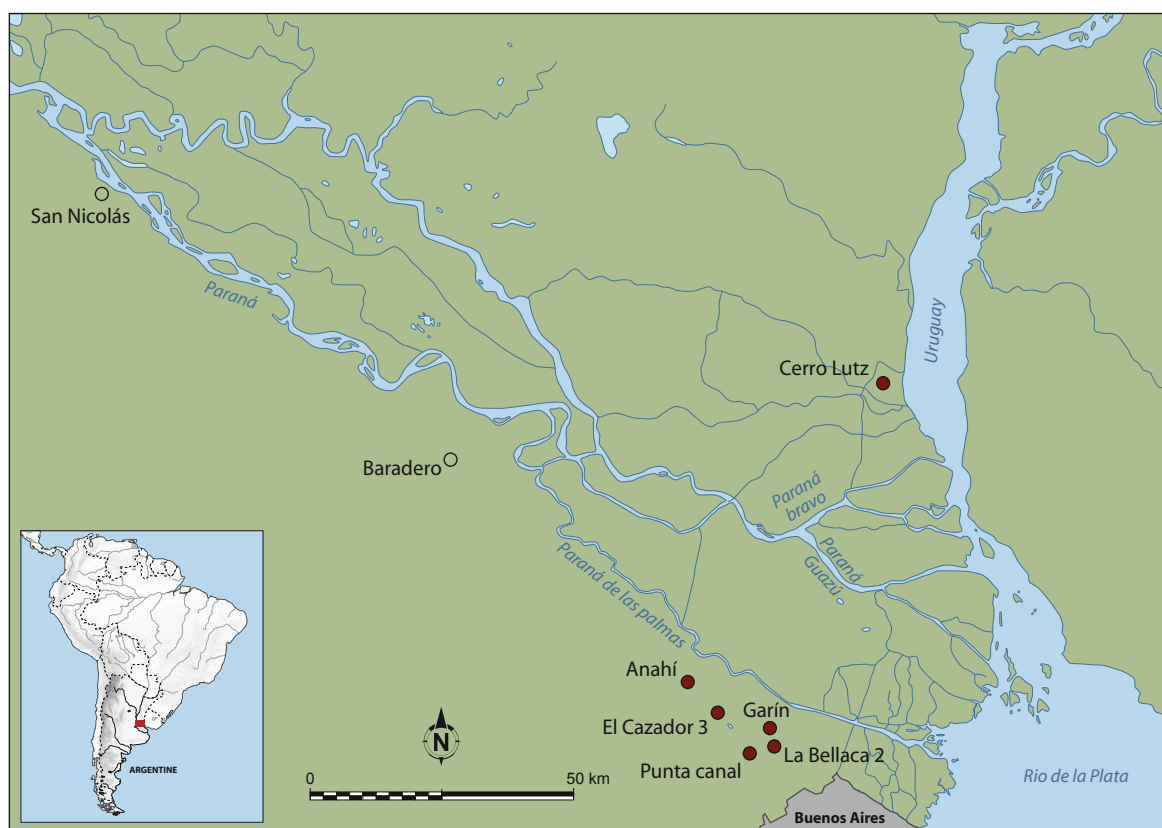 San Nicolás
Paraná
Uruguay
Cerro Lutz
Baradero
Paraná
bravo
Paraná
Guazú
Paraná de las palmas
Anahí
El Cazador 3
Garín
La Bellaca 2
Punta canal
N
0
50 km
Rio de la Plata
Buenos Aires
ARGENTINE